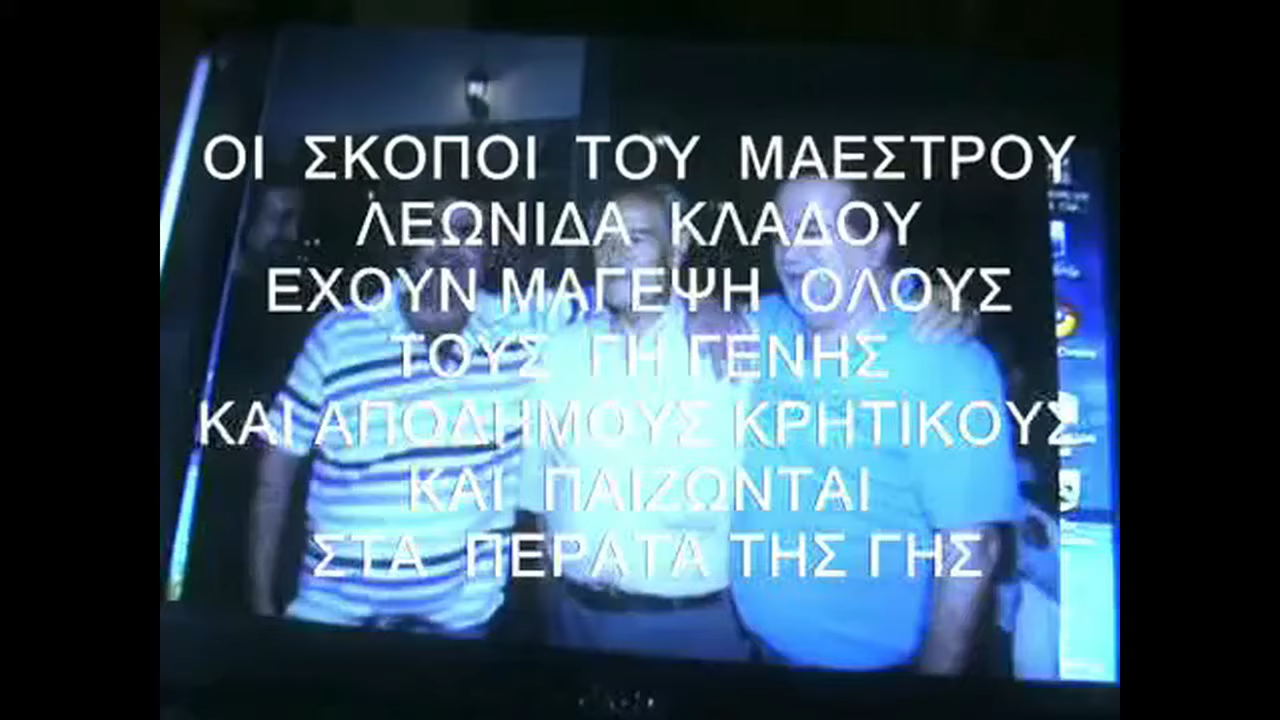 ΟΙ ΣΚΟΠΟΙ ΤΟΥ ΜΑΕΣΤΡΟΥ
ΛΕΩΝΙΔΑ ΚΛΑΔΟΥ
ΕΧΟΥΝ ΜΑΓΕΨΗ ΟΛΟΥΣ
ΤΟΥΣ ΓΗ ΓΕΝΗΣ
ΚΑΙ ΑΠΟΔΗΜΟΥΣ ΚΡΗΤΙΚΟΥΣ
ΚΑΙ ΠΑΙΖΩΝΤΑΙ
ΣΤΑ ΠΕΡΑΤΑ ΤΗΣ ΓΗΣ